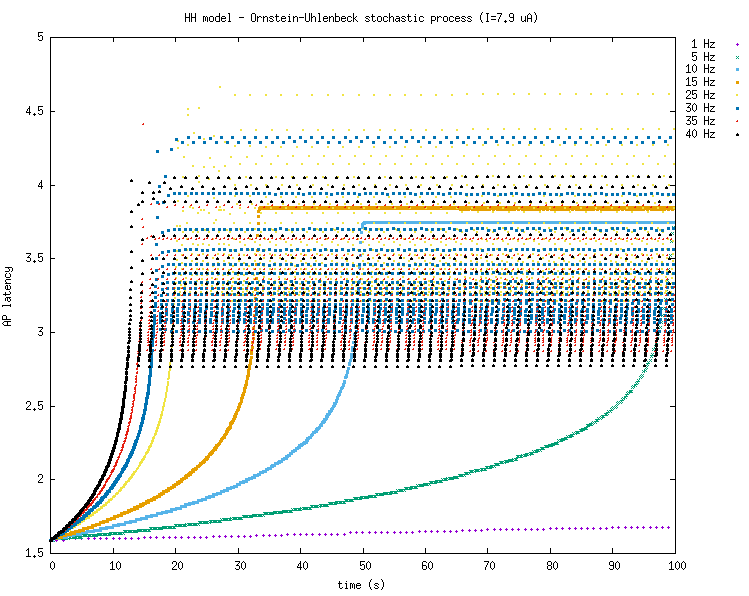 HH model - Ornstein-Uhlenbeck stochastic process (I=7.9 uA)
1 Hz
5 Hz
10 Hz
15 Hz
25 Hz
30 Hz
35 Hz
40 Hz
5
4.5
4
3.5
3
2.5
2
1.5
AP latency
0 10 20 30 40 50 60 70 80 90 100
time (s)